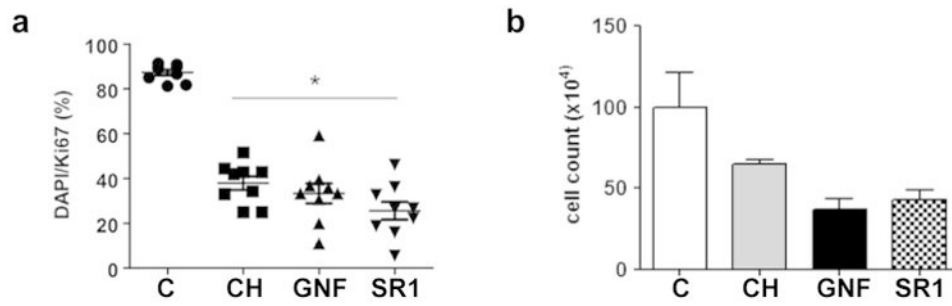 a
DAPI/Ki67 (%)
100
80
60
40
20
0
*
C CH GNF SR1
b
cell count (x10⁴)
150
100
50
0
C CH GNF SR1